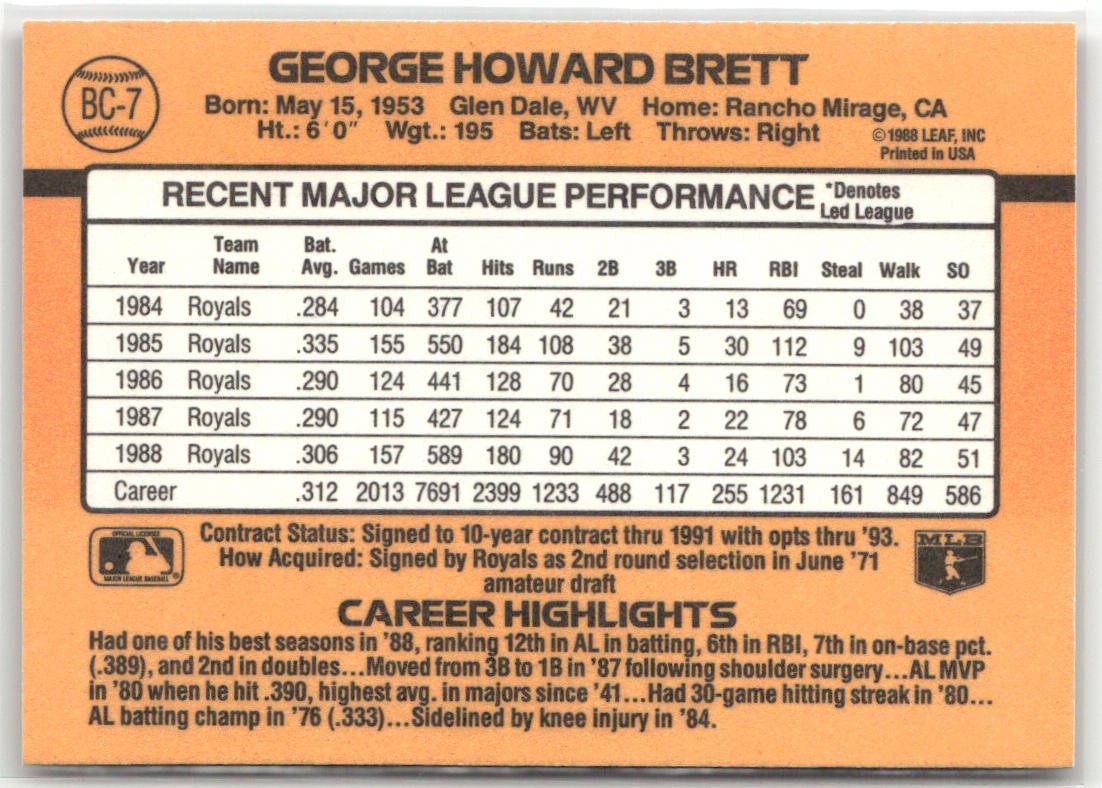 BC-7
GEORGE HOWARD BRETT
Born: May 15, 1953 Glen Dale, WV Home: Rancho Mirage, CA
Ht.: 6'0" Wgt.: 195 Bats: Left Throws: Right
©1988 LEAF, INC
Printed in USA
RECENT MAJOR LEAGUE PERFORMANCE *Denotes
Led League
Year Team Name Bat. Avg. Games At Bat Hits Runs 2B 3B HR RBI Steal Walk SO
1984 Royals .284 104 377 107 42 21 3 13 69 0 38 37
1985 Royals .335 155 550 184 108 38 5 30 112 9 103 49
1986 Royals .290 124 441 128 70 28 4 16 73 1 80 45
1987 Royals .290 115 427 124 71 18 2 22 78 6 72 47
1988 Royals .306 157 589 180 90 42 3 24 103 14 82 51
Career .312 2013 7691 2399 1233 488 117 255 1231 161 849 586
OFFICIAL LICENSEE
MAJOR LEAGUE BASEBALL
®
Contract Status: Signed to 10-year contract thru 1991 with opts thru '93.
How Acquired: Signed by Royals as 2nd round selection in June '71
amateur draft
MLB
CAREER HIGHLIGHTS
Had one of his best seasons in '88, ranking 12th in AL in batting, 6th in RBI, 7th in on-base pct.
(.389), and 2nd in doubles...Moved from 3B to 1B in '87 following shoulder surgery...AL MVP
in '80 when he hit .390, highest avg. in majors since '41...Had 30-game hitting streak in '80...
AL batting champ in '76 (.333)...Sidelined by knee injury in '84.